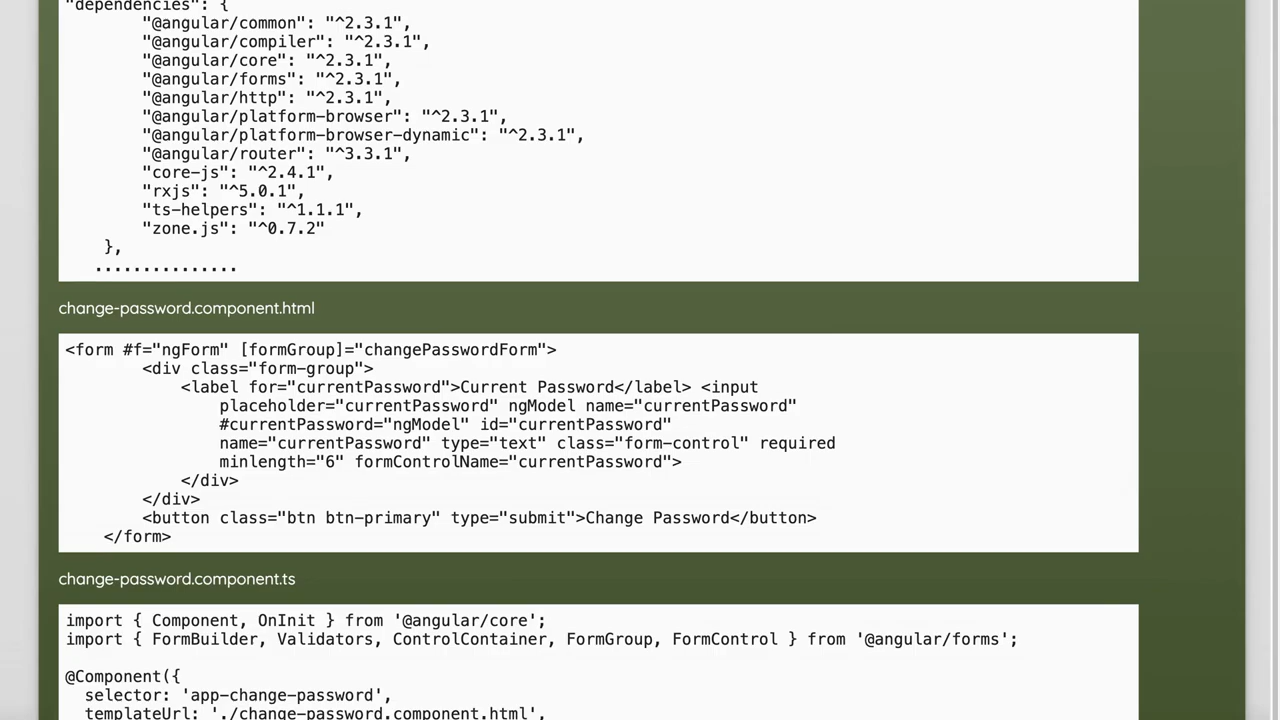 "dependencies": {
"@angular/common": "^2.3.1",
"@angular/compiler": "^2.3.1",
"@angular/core": "^2.3.1",
"@angular/forms": "^2.3.1",
"@angular/http": "^2.3.1",
"@angular/platform-browser": "^2.3.1",
"@angular/platform-browser-dynamic": "^2.3.1",
"@angular/router": "^3.3.1",
"core-js": "^2.4.1",
"rxjs": "^5.0.1",
"ts-helpers": "^1.1.1",
"zone.js": "^0.7.2"
},
...............
change-password.component.html
<form #f="ngForm" [formGroup]="changePasswordForm">
<div class="form-group">
<label for="currentPassword">Current Password</label> <input
placeholder="currentPassword" ngModel name="currentPassword"
#currentPassword="ngModel" id="currentPassword"
name="currentPassword" type="text" class="form-control" required
minlength="6" formControlName="currentPassword">
</div>
</div>
<button class="btn btn-primary" type="submit">Change Password</button>
</form>
change-password.component.ts
import { Component, OnInit } from '@angular/core';
import { FormBuilder, Validators, ControlContainer, FormGroup, FormControl } from '@angular/forms';
@Component({
selector: 'app-change-password',
templateUrl: './change-password.component.html',